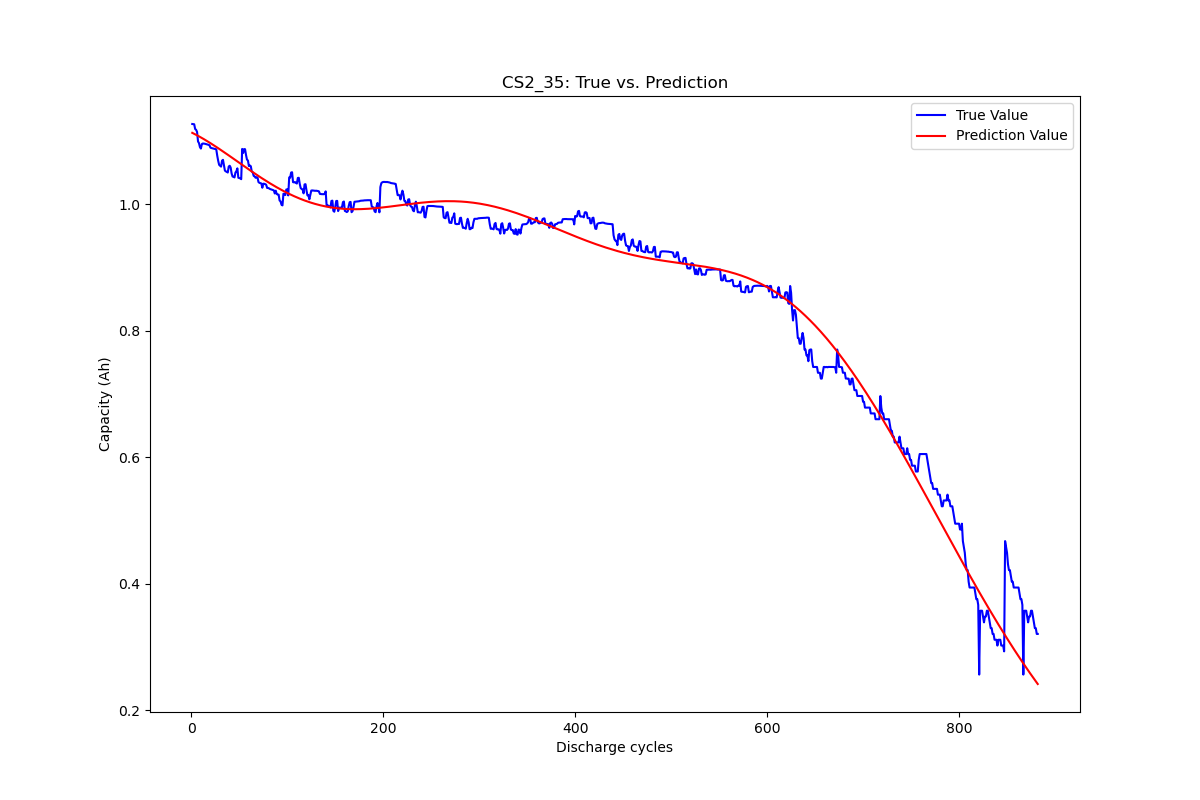 CS2_35: True vs. Prediction
True Value
Prediction Value
Capacity (Ah)
1.0
0.8
0.6
0.4
0.2
0
200
400
600
800
Discharge cycles